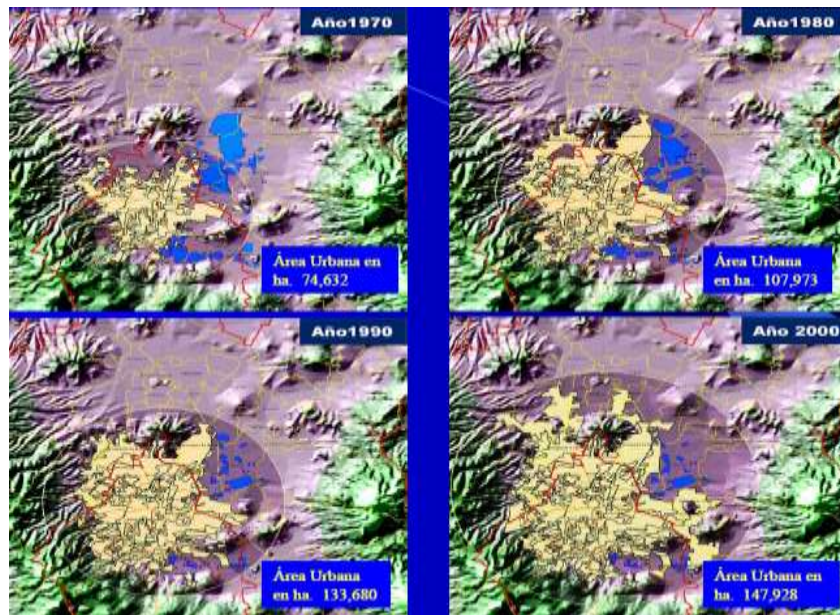 Año1970
Año1980
Área Urbana en
ha. 74,632
Área Urbana
en ha. 107,973
Año1990
Año 2000
Área Urbana en
ha. 133,680
Área Urbana en
ha. 147,928